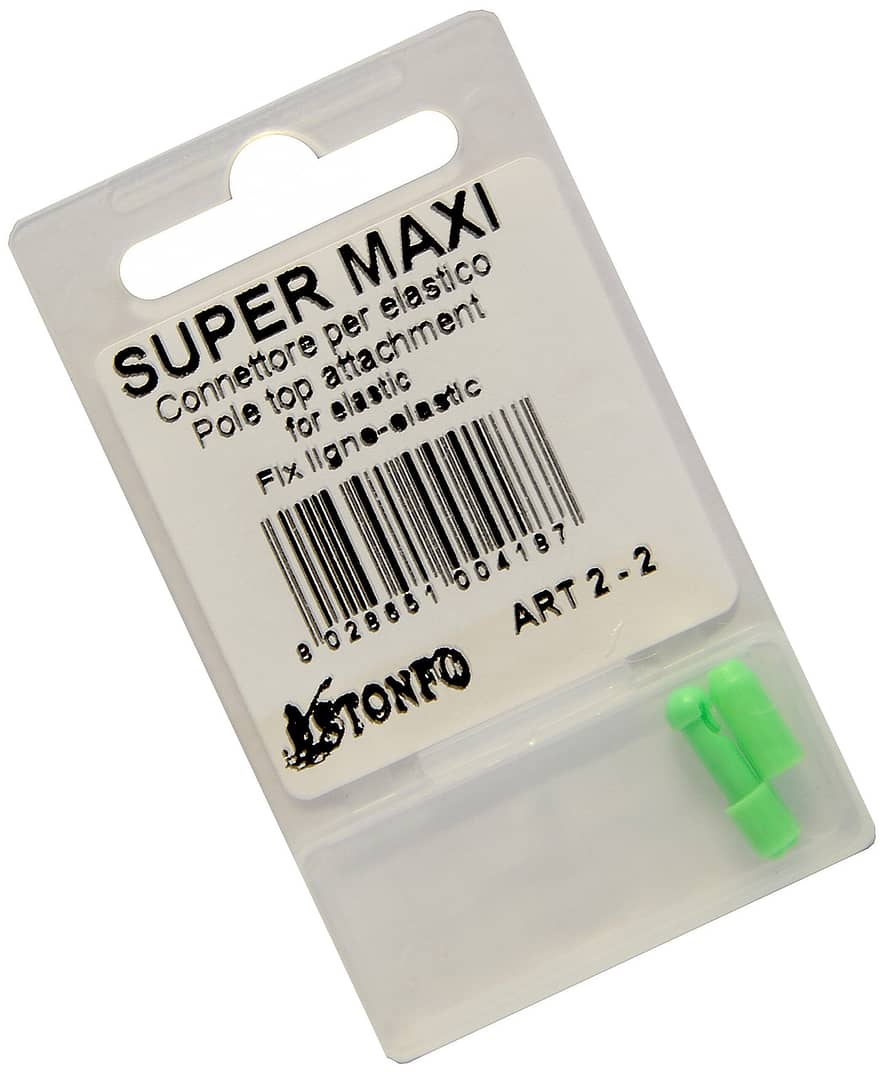 SUPER MAXI
Connettore per elastico
Pole top attachment
for elastic
Fix ligne-elastic
8 028651 004187
ART 2 - 2
STONFO